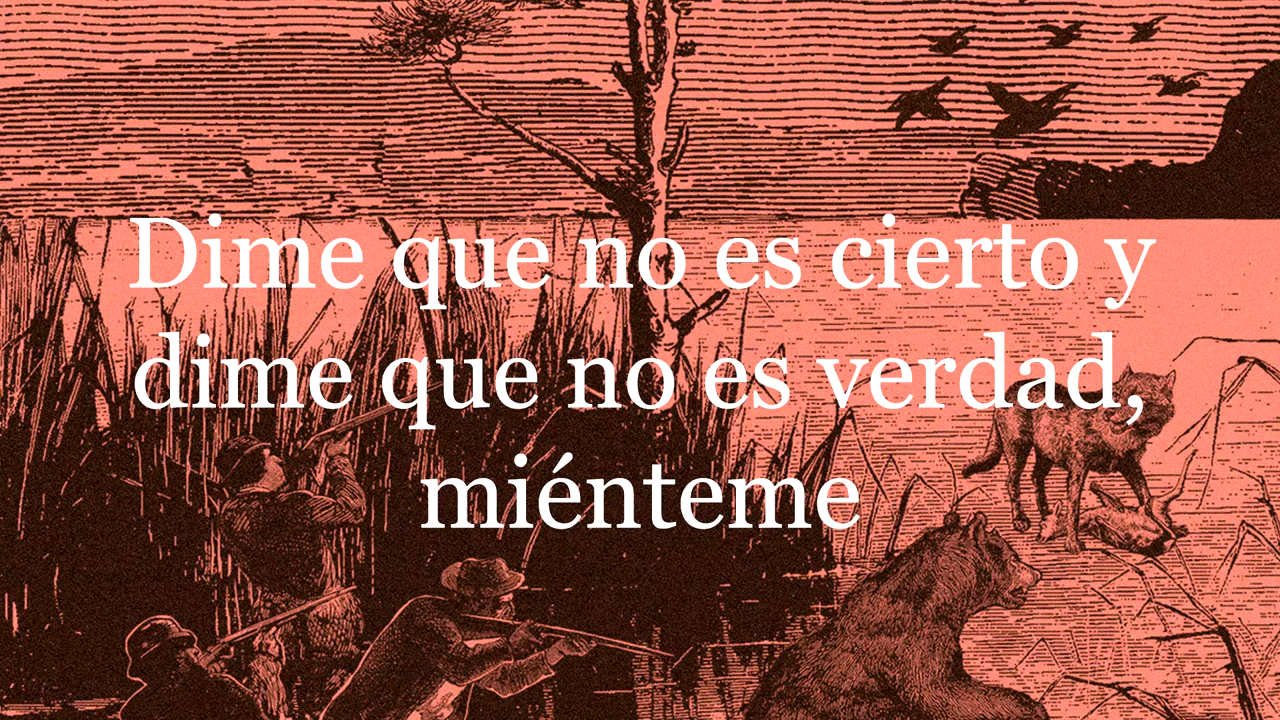 Dime que no es cierto y
dime que no es verdad,
miénteme